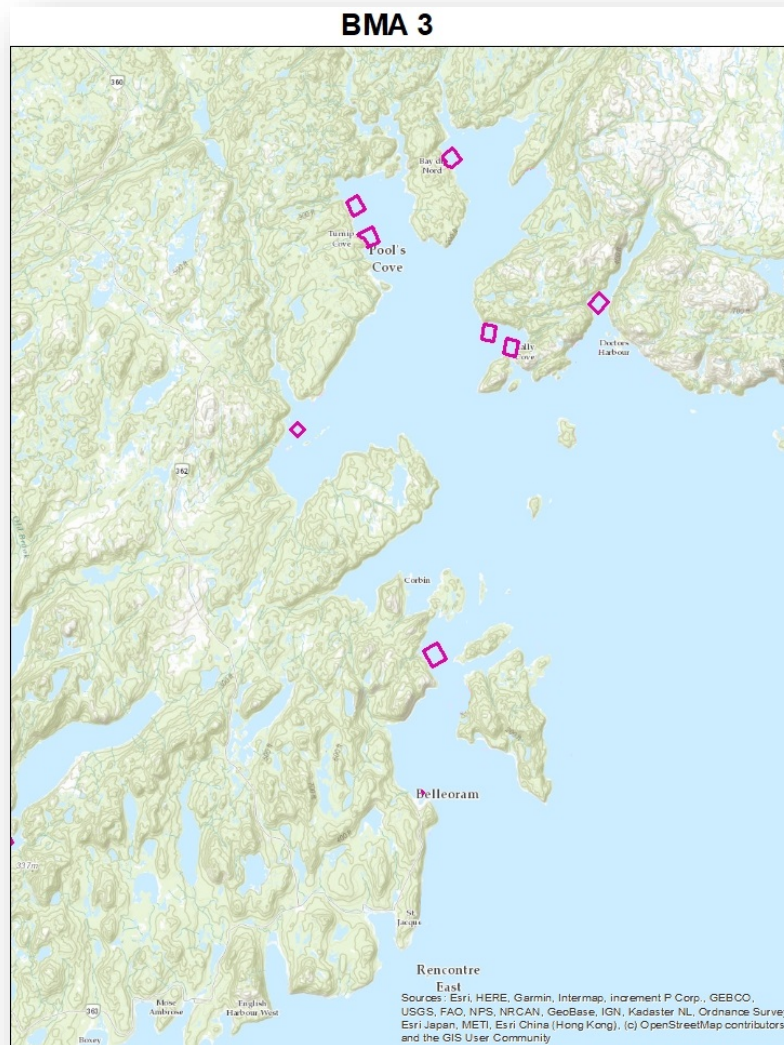 BMA 3
360
Bay du
Nord
Turnip
Cove
Pool's
Cove
Doctors
Harbour
362
Corbin
Belleoram
337m
St
Jacques
Rencontre
East
Mose
Ambrose
English
Harbour West
363
Boxey
Sources: Esri, HERE, Garmin, Intermap, increment P Corp., GEBCO,
USGS, FAO, NPS, NRCAN, GeoBase, IGN, Kadaster NL, Ordnance Survey,
Esri Japan, METI, Esri China (Hong Kong), (c) OpenStreetMap contributors,
and the GIS User Community